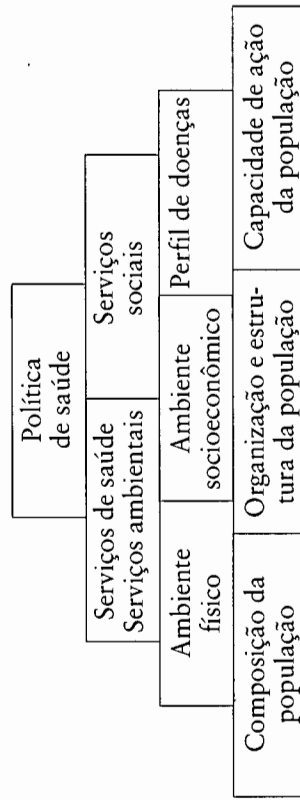 Política
de saúde
Serviços de saúde
Serviços ambientais
Serviços
sociais
Ambiente
físico
Ambiente
socioeconômico
Perfil de doenças
Composição da
população
Organização e estru-
tura da população
Capacidade de ação
da população